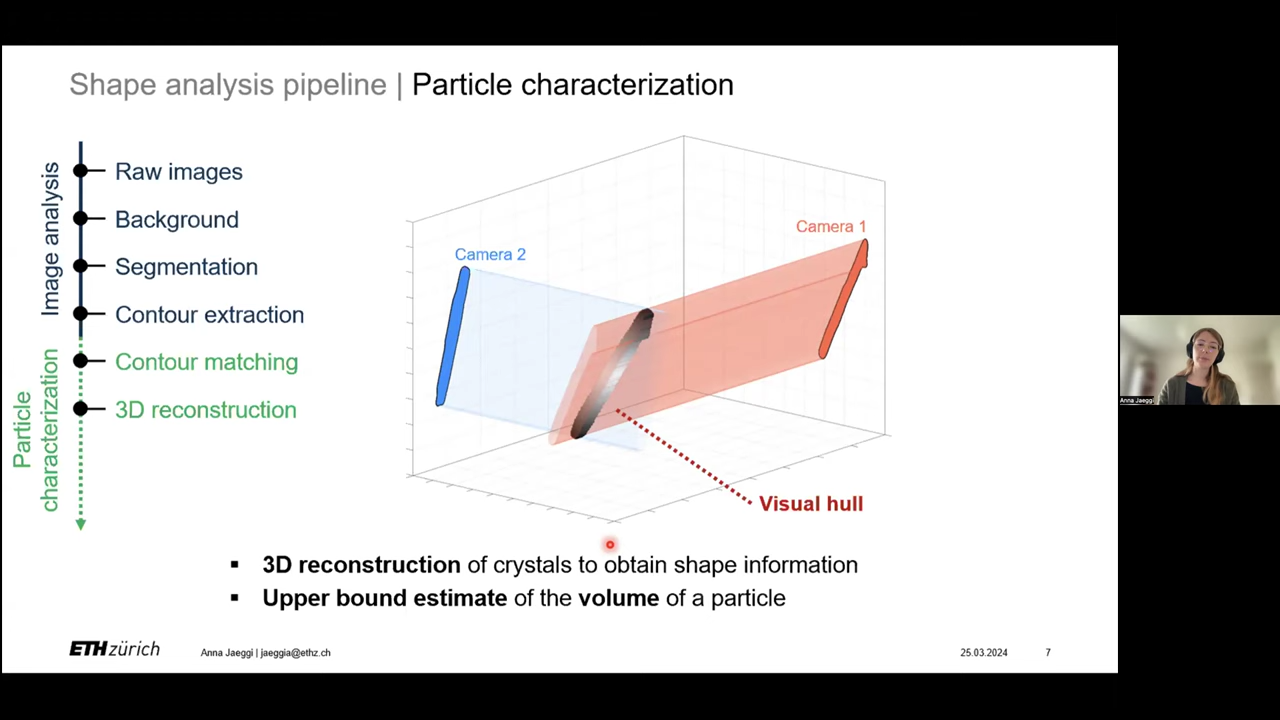 Shape analysis pipeline | Particle characterization
Image analysis
Raw images
Background
Segmentation
Contour extraction
Particle
characterization
Contour matching
3D reconstruction
Camera 2
Camera 1
Visual hull
▪ 3D reconstruction of crystals to obtain shape information
▪ Upper bound estimate of the volume of a particle
ETH zürich
Anna Jaeggi | jaeggia@ethz.ch
25.03.2024
7
Anna Jaeggi